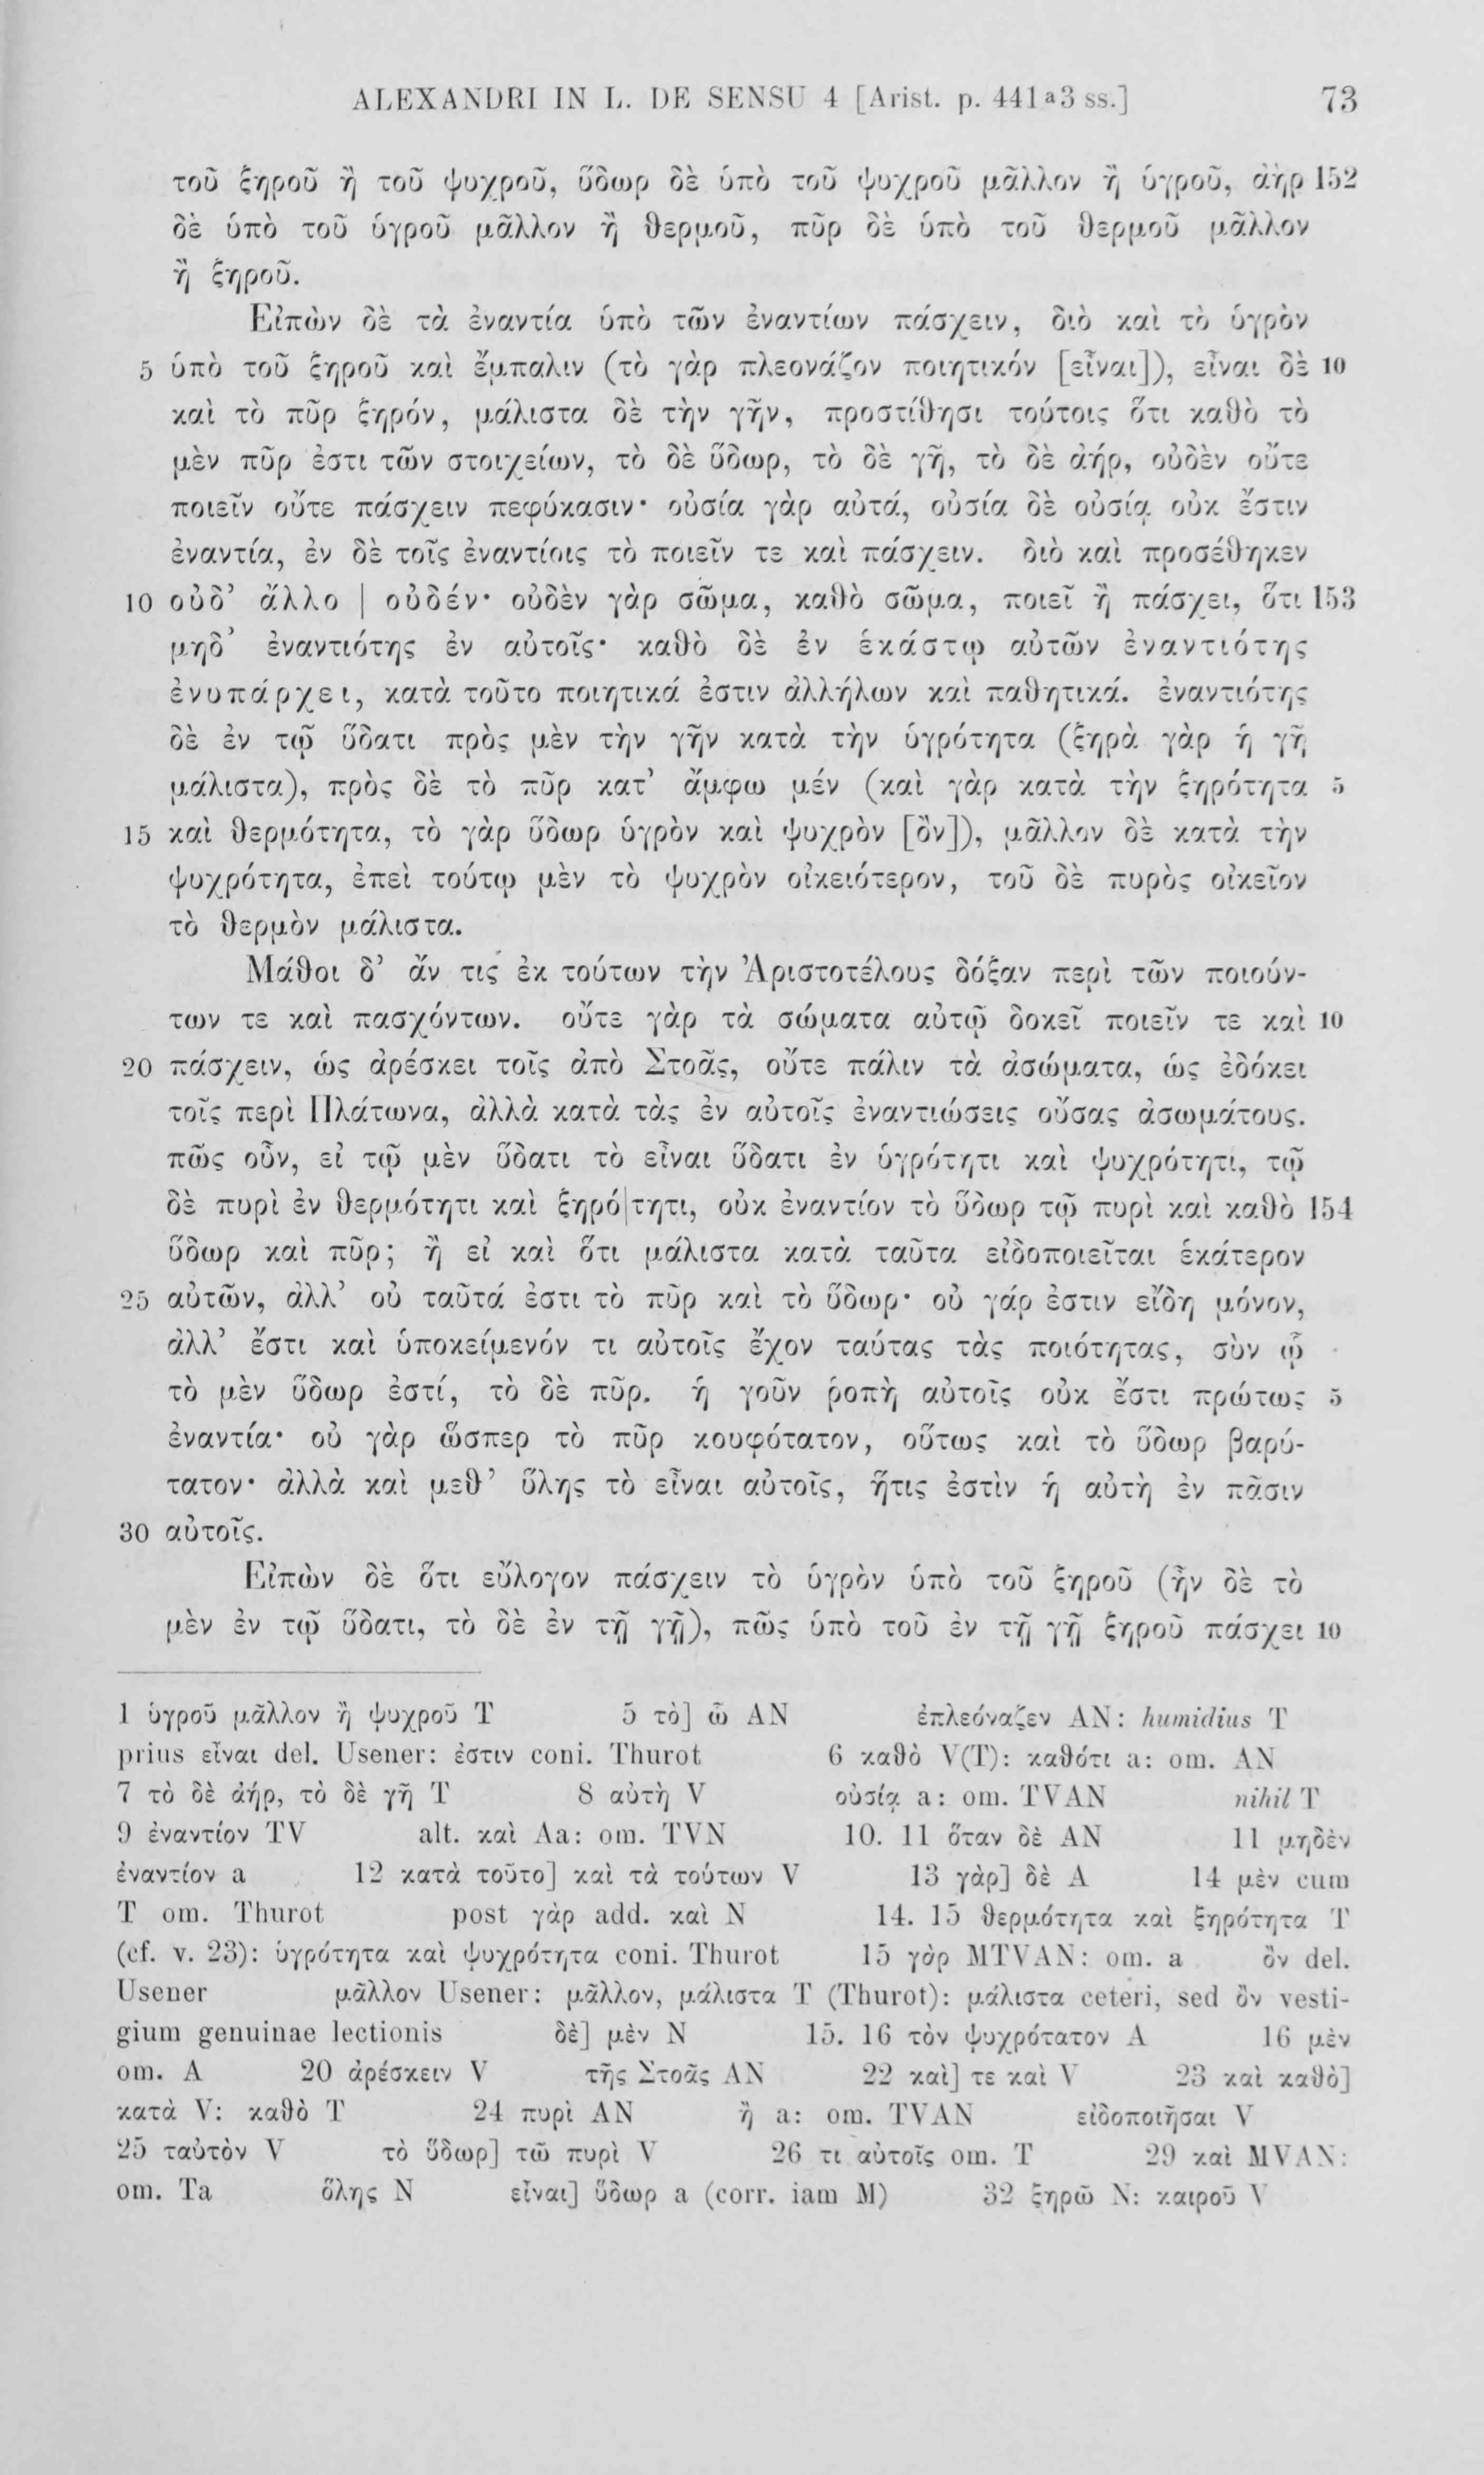 ALEXANDRI IN L. DE SENSU 4 [Arist. p. 441ª3 ss.] 73
τοῦ ξηροῦ ἢ τοῦ ψυχροῦ, ὕδωρ δὲ ὑπὸ τοῦ ψυχροῦ μᾶλλον ἢ ὑγροῦ, ἀὴρ 152
δὲ ὑπὸ τοῦ ὑγροῦ μᾶλλον ἢ θερμοῦ, πῦρ δὲ ὑπὸ τοῦ θερμοῦ μᾶλλον
ἢ ξηροῦ.
Εἰπὼν δὲ τὰ ἐναντία ὑπὸ τῶν ἐναντίων πάσχειν, διὸ καὶ τὸ ὑγρὸν
5 ὑπὸ τοῦ ξηροῦ καὶ ἔμπαλιν (τὸ γὰρ πλεονάζον ποιητικόν [εἶναι]), εἶναι δὲ 10
καὶ τὸ πῦρ ξηρόν, μάλιστα δὲ τὴν γῆν, προστίθησι τούτοις ὅτι καθὸ τὸ
μὲν πῦρ ἐστι τῶν στοιχείων, τὸ δὲ ὕδωρ, τὸ δὲ γῆ, τὸ δὲ ἀήρ, οὐδὲν οὔτε
ποιεῖν οὔτε πάσχειν πεφύκασιν· οὐσία γὰρ αὐτά, οὐσία δὲ οὐσίᾳ οὐκ ἔστιν
ἐναντία, ἐν δὲ τοῖς ἐναντίοις τὸ ποιεῖν τε καὶ πάσχειν. διὸ καὶ προσέθηκεν
10 οὐδ’ ἄλλο | οὐδέν· οὐδὲν γὰρ σῶμα, καθὸ σῶμα, ποιεῖ ἢ πάσχει, ὅτι 153
μηδ’ ἐναντιότης ἐν αὐτοῖς· καθὸ δὲ ἐν ἑκάστῳ αὐτῶν ἐναντιότης
ἐνυπάρχει, κατὰ τοῦτο ποιητικά ἐστιν ἀλλήλων καὶ παθητικά. ἐναντιότης
δὲ ἐν τῷ ὕδατι πρὸς μὲν τὴν γῆν κατὰ τὴν ὑγρότητα (ξηρὰ γὰρ ἡ γῆ
μάλιστα), πρὸς δὲ τὸ πῦρ κατ’ ἄμφω μέν (καὶ γὰρ κατὰ τὴν ξηρότητα 5
15 καὶ θερμότητα, τὸ γὰρ ὕδωρ ὑγρὸν καὶ ψυχρὸν [ὄν]), μᾶλλον δὲ κατὰ τὴν
ψυχρότητα, ἐπεὶ τούτῳ μὲν τὸ ψυχρὸν οἰκειότερον, τοῦ δὲ πυρὸς οἰκεῖον
τὸ θερμὸν μάλιστα.
Μάθοι δ’ ἄν τις ἐκ τούτων τὴν Ἀριστοτέλους δόξαν περὶ τῶν ποιούν-
των τε καὶ πασχόντων. οὔτε γὰρ τὰ σώματα αὐτῷ δοκεῖ ποιεῖν τε καὶ 10
20 πάσχειν, ὡς ἀρέσκει τοῖς ἀπὸ Στοᾶς, οὔτε πάλιν τὰ ἀσώματα, ὡς ἐδόκει
τοῖς περὶ Πλάτωνα, ἀλλὰ κατὰ τὰς ἐν αὐτοῖς ἐναντιώσεις οὔσας ἀσωμάτους.
πῶς οὖν, εἰ τῷ μὲν ὕδατι τὸ εἶναι ὕδατι ἐν ὑγρότητι καὶ ψυχρότητι, τῷ
δὲ πυρὶ ἐν θερμότητι καὶ ξηρό|τητι, οὐκ ἐναντίον τὸ ὕδωρ τῷ πυρὶ καὶ καθὸ 154
ὕδωρ καὶ πῦρ; ἢ εἰ καὶ ὅτι μάλιστα κατὰ ταῦτα εἰδοποιεῖται ἑκάτερον
25 αὐτῶν, ἀλλ’ οὐ ταῦτά ἐστι τὸ πῦρ καὶ τὸ ὕδωρ· οὐ γάρ ἐστιν εἴδη μόνον,
ἀλλ’ ἔστι καὶ ὑποκείμενόν τι αὐτοῖς ἔχον ταύτας τὰς ποιότητας, σὺν ᾧ
τὸ μὲν ὕδωρ ἐστί, τὸ δὲ πῦρ. ἡ γοῦν ῥοπὴ αὐτοῖς οὐκ ἔστι πρώτως 5
ἐναντία· οὐ γὰρ ὥσπερ τὸ πῦρ κουφότατον, οὕτως καὶ τὸ ὕδωρ βαρύ-
τατον· ἀλλὰ καὶ μεθ’ ὕλης τὸ εἶναι αὐτοῖς, ἥτις ἐστὶν ἡ αὐτὴ ἐν πᾶσιν
30 αὐτοῖς.
Εἰπὼν δὲ ὅτι εὔλογον πάσχειν τὸ ὑγρὸν ὑπὸ τοῦ ξηροῦ (ἦν δὲ τὸ
μὲν ἐν τῷ ὕδατι, τὸ δὲ ἐν τῇ γῇ), πῶς ὑπὸ τοῦ ἐν τῇ γῇ ξηροῦ πάσχει 10
1 ὑγροῦ μᾶλλον ἢ ψυχροῦ T 5 τὸ] ὧ AN ἐπλεόναζεν AN: humidius T
prius εἶναι del. Usener: ἐστιν coni. Thurot 6 καθὸ V(T): καθότι a: om. AN
7 τὸ δὲ ἀήρ, τὸ δὲ γῆ T 8 αὐτὴ V οὐσίᾳ a: om. TVAN nihil T
9 ἐναντίον TV alt. καὶ Aa: om. TVN 10. 11 ὅταν δὲ AN 11 μηδὲν
ἐναντίον a 12 κατὰ τοῦτο] καὶ τὰ τούτων V 13 γὰρ] δὲ A 14 μὲν cum
T om. Thurot post γὰρ add. καὶ N 14. 15 θερμότητα καὶ ξηρότητα T
(cf. v. 23): ὑγρότητα καὶ ψυχρότητα coni. Thurot 15 γὰρ MTVAN: om. a ὂν del.
Usener μᾶλλον Usener: μᾶλλον, μάλιστα T (Thurot): μάλιστα ceteri, sed ὂν vesti-
gium genuinae lectionis δὲ] μὲν N 15. 16 τὸν ψυχρότατον A 16 μὲν
om. A 20 ἀρέσκειν V τῆς Στοᾶς AN 22 καὶ] τε καὶ V 23 καὶ καθὸ]
κατὰ V: καθὸ T 24 πυρὶ AN ἢ a: om. TVAN εἰδοποιῆσαι V
25 ταὐτὸν V τὸ ὕδωρ] τῶ πυρὶ V 26 τι αὐτοῖς om. T 29 καὶ MVAN:
om. Ta ὅλης N εἶναι] ὕδωρ a (corr. iam M) 32 ξηρῶ N: καιροῦ V